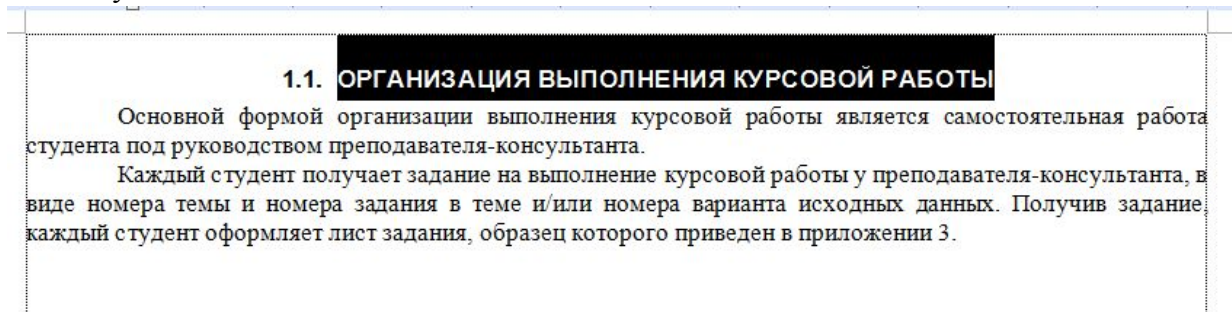 1.1. ОРГАНИЗАЦИЯ ВЫПОЛНЕНИЯ КУРСОВОЙ РАБОТЫ
Основной формой организации выполнения курсовой работы является самостоятельная работа
студента под руководством преподавателя-консультанта.
Каждый студент получает задание на выполнение курсовой работы у преподавателя-консультанта, в
виде номера темы и номера задания в теме и/или номера варианта исходных данных. Получив задание,
каждый студент оформляет лист задания, образец которого приведен в приложении 3.